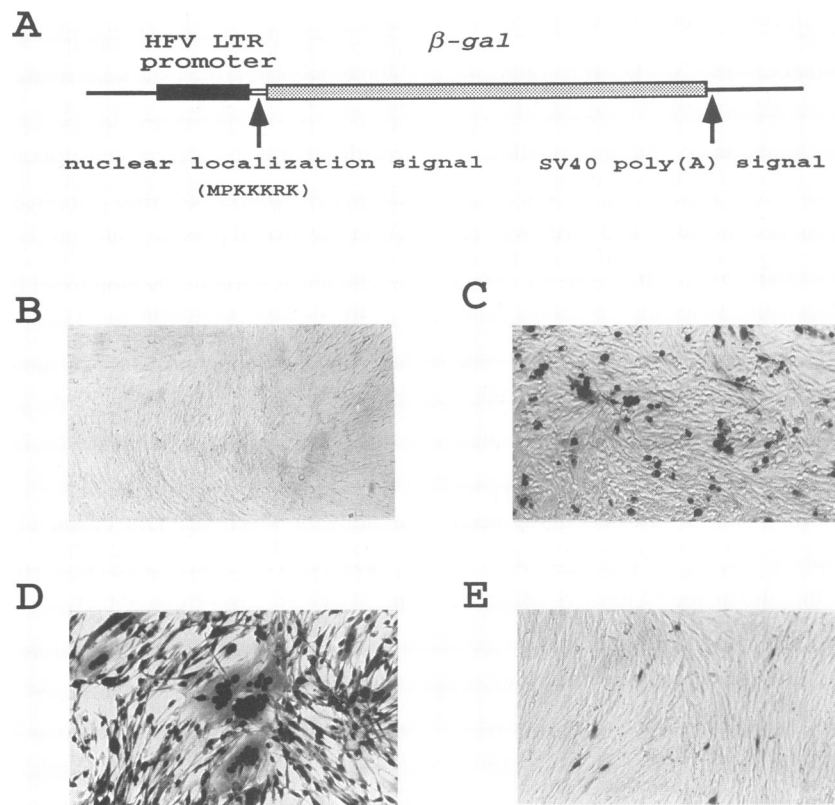 A
HFV LTR
promoter
β-gal
nuclear localization signal
(MPKKKRK)
SV40 poly(A) signal
B
C
D
E